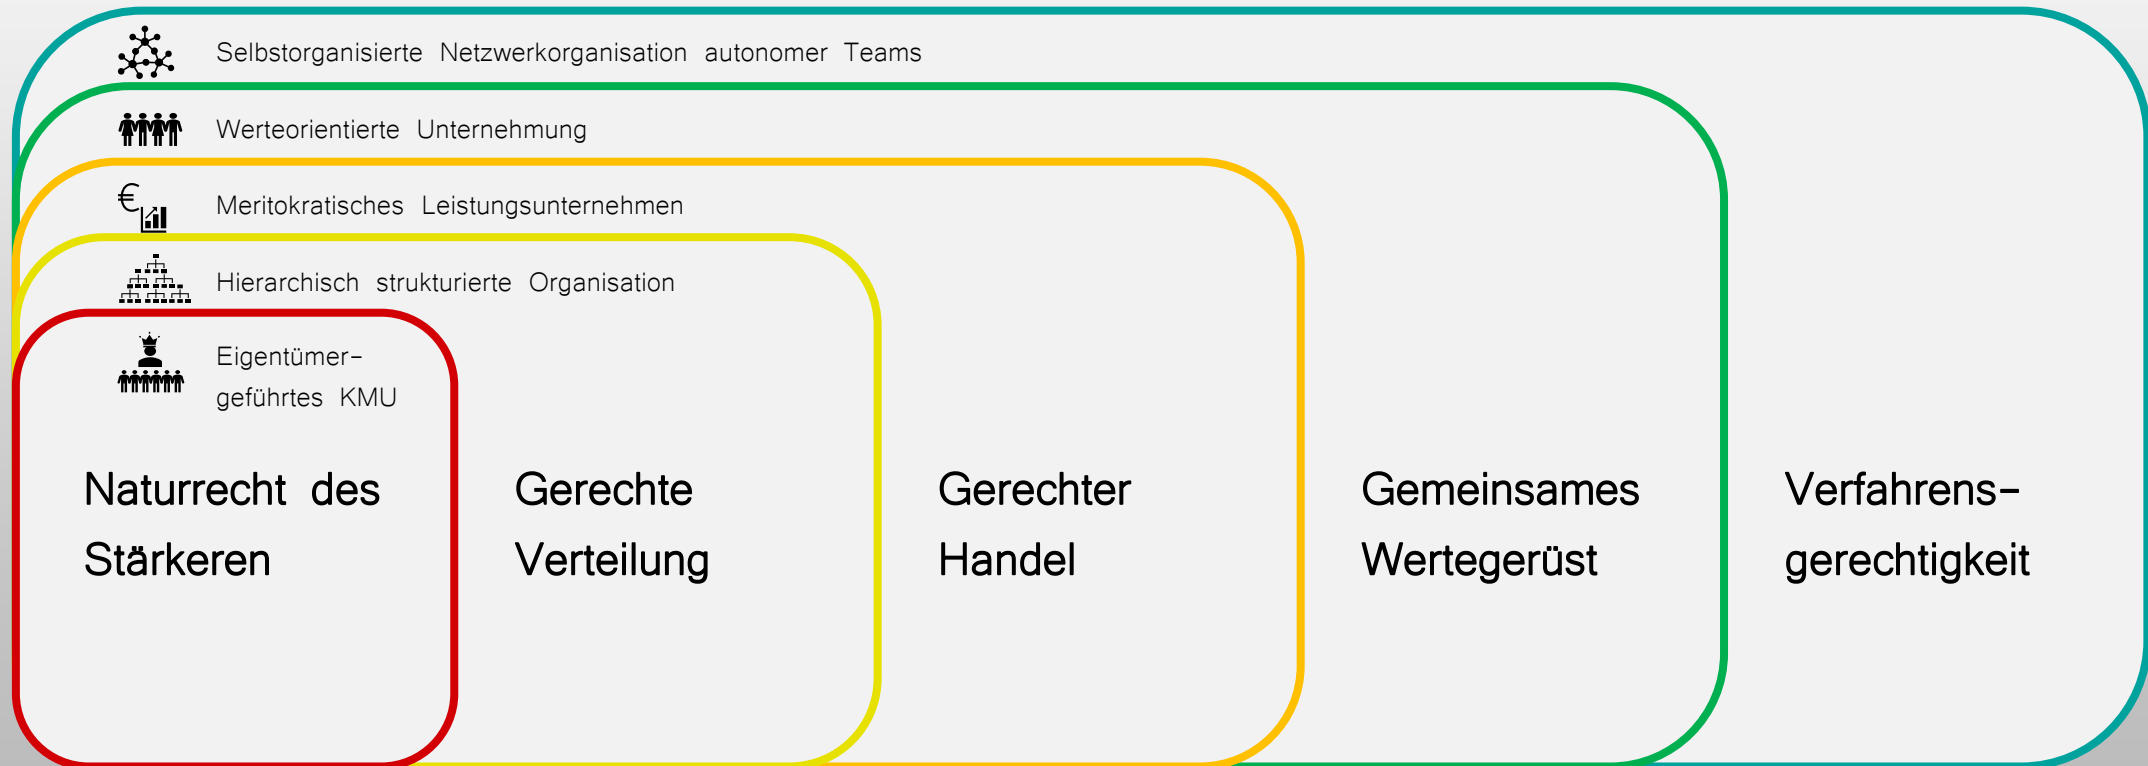 Selbstorganisierte Netzwerkorganisation autonomer Teams
Werteorientierte Unternehmung
€
Meritokratisches Leistungsunternehmen
Hierarchisch strukturierte Organisation
Eigentümer-
geführtes KMU
Naturrecht des
Stärkeren
Gerechte
Verteilung
Gerechter
Handel
Gemeinsames
Wertegerüst
Verfahrens-
gerechtigkeit